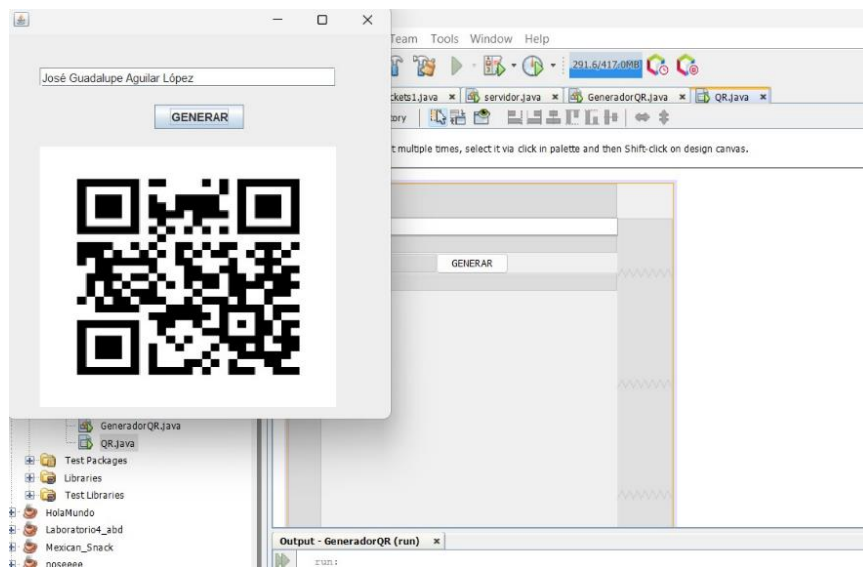 José Guadalupe Aguilar López
GENERAR
Team Tools Window Help
291.6/417.0MB
ckets1.java
servidor.java
GeneradorQR.java
QR.java
ory
t multiple times, select it via click in palette and then Shift-click on design canvas.
GENERAR
GeneradorQR.java
QR.java
Test Packages
Libraries
Test Libraries
HolaMundo
Laboratorio4_abd
Mexican_Snack
noseeee
Output - GeneradorQR (run)
run: